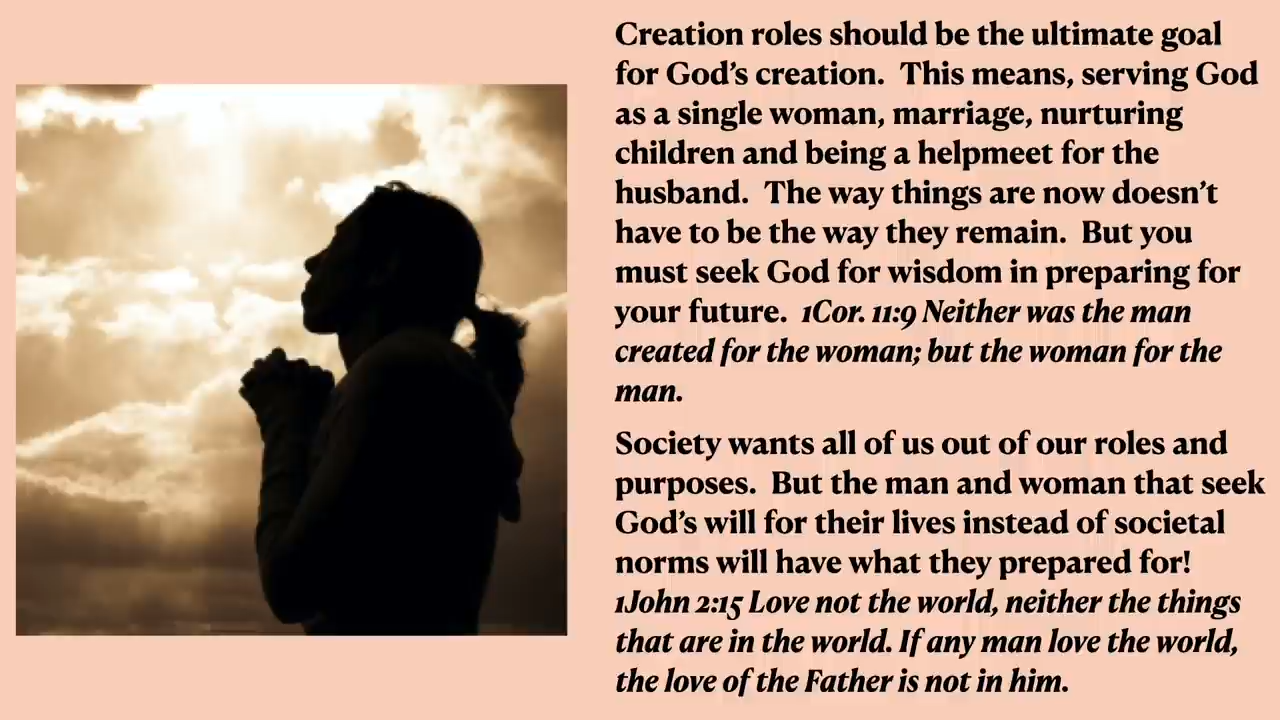 Creation roles should be the ultimate goal
for God’s creation.  This means, serving God
as a single woman, marriage, nurturing
children and being a helpmeet for the
husband.  The way things are now doesn’t
have to be the way they remain.  But you
must seek God for wisdom in preparing for
your future.  1Cor. 11:9 Neither was the man
created for the woman; but the woman for the
man.
Society wants all of us out of our roles and
purposes.  But the man and woman that seek
God’s will for their lives instead of societal
norms will have what they prepared for!
1John 2:15 Love not the world, neither the things
that are in the world. If any man love the world,
the love of the Father is not in him.